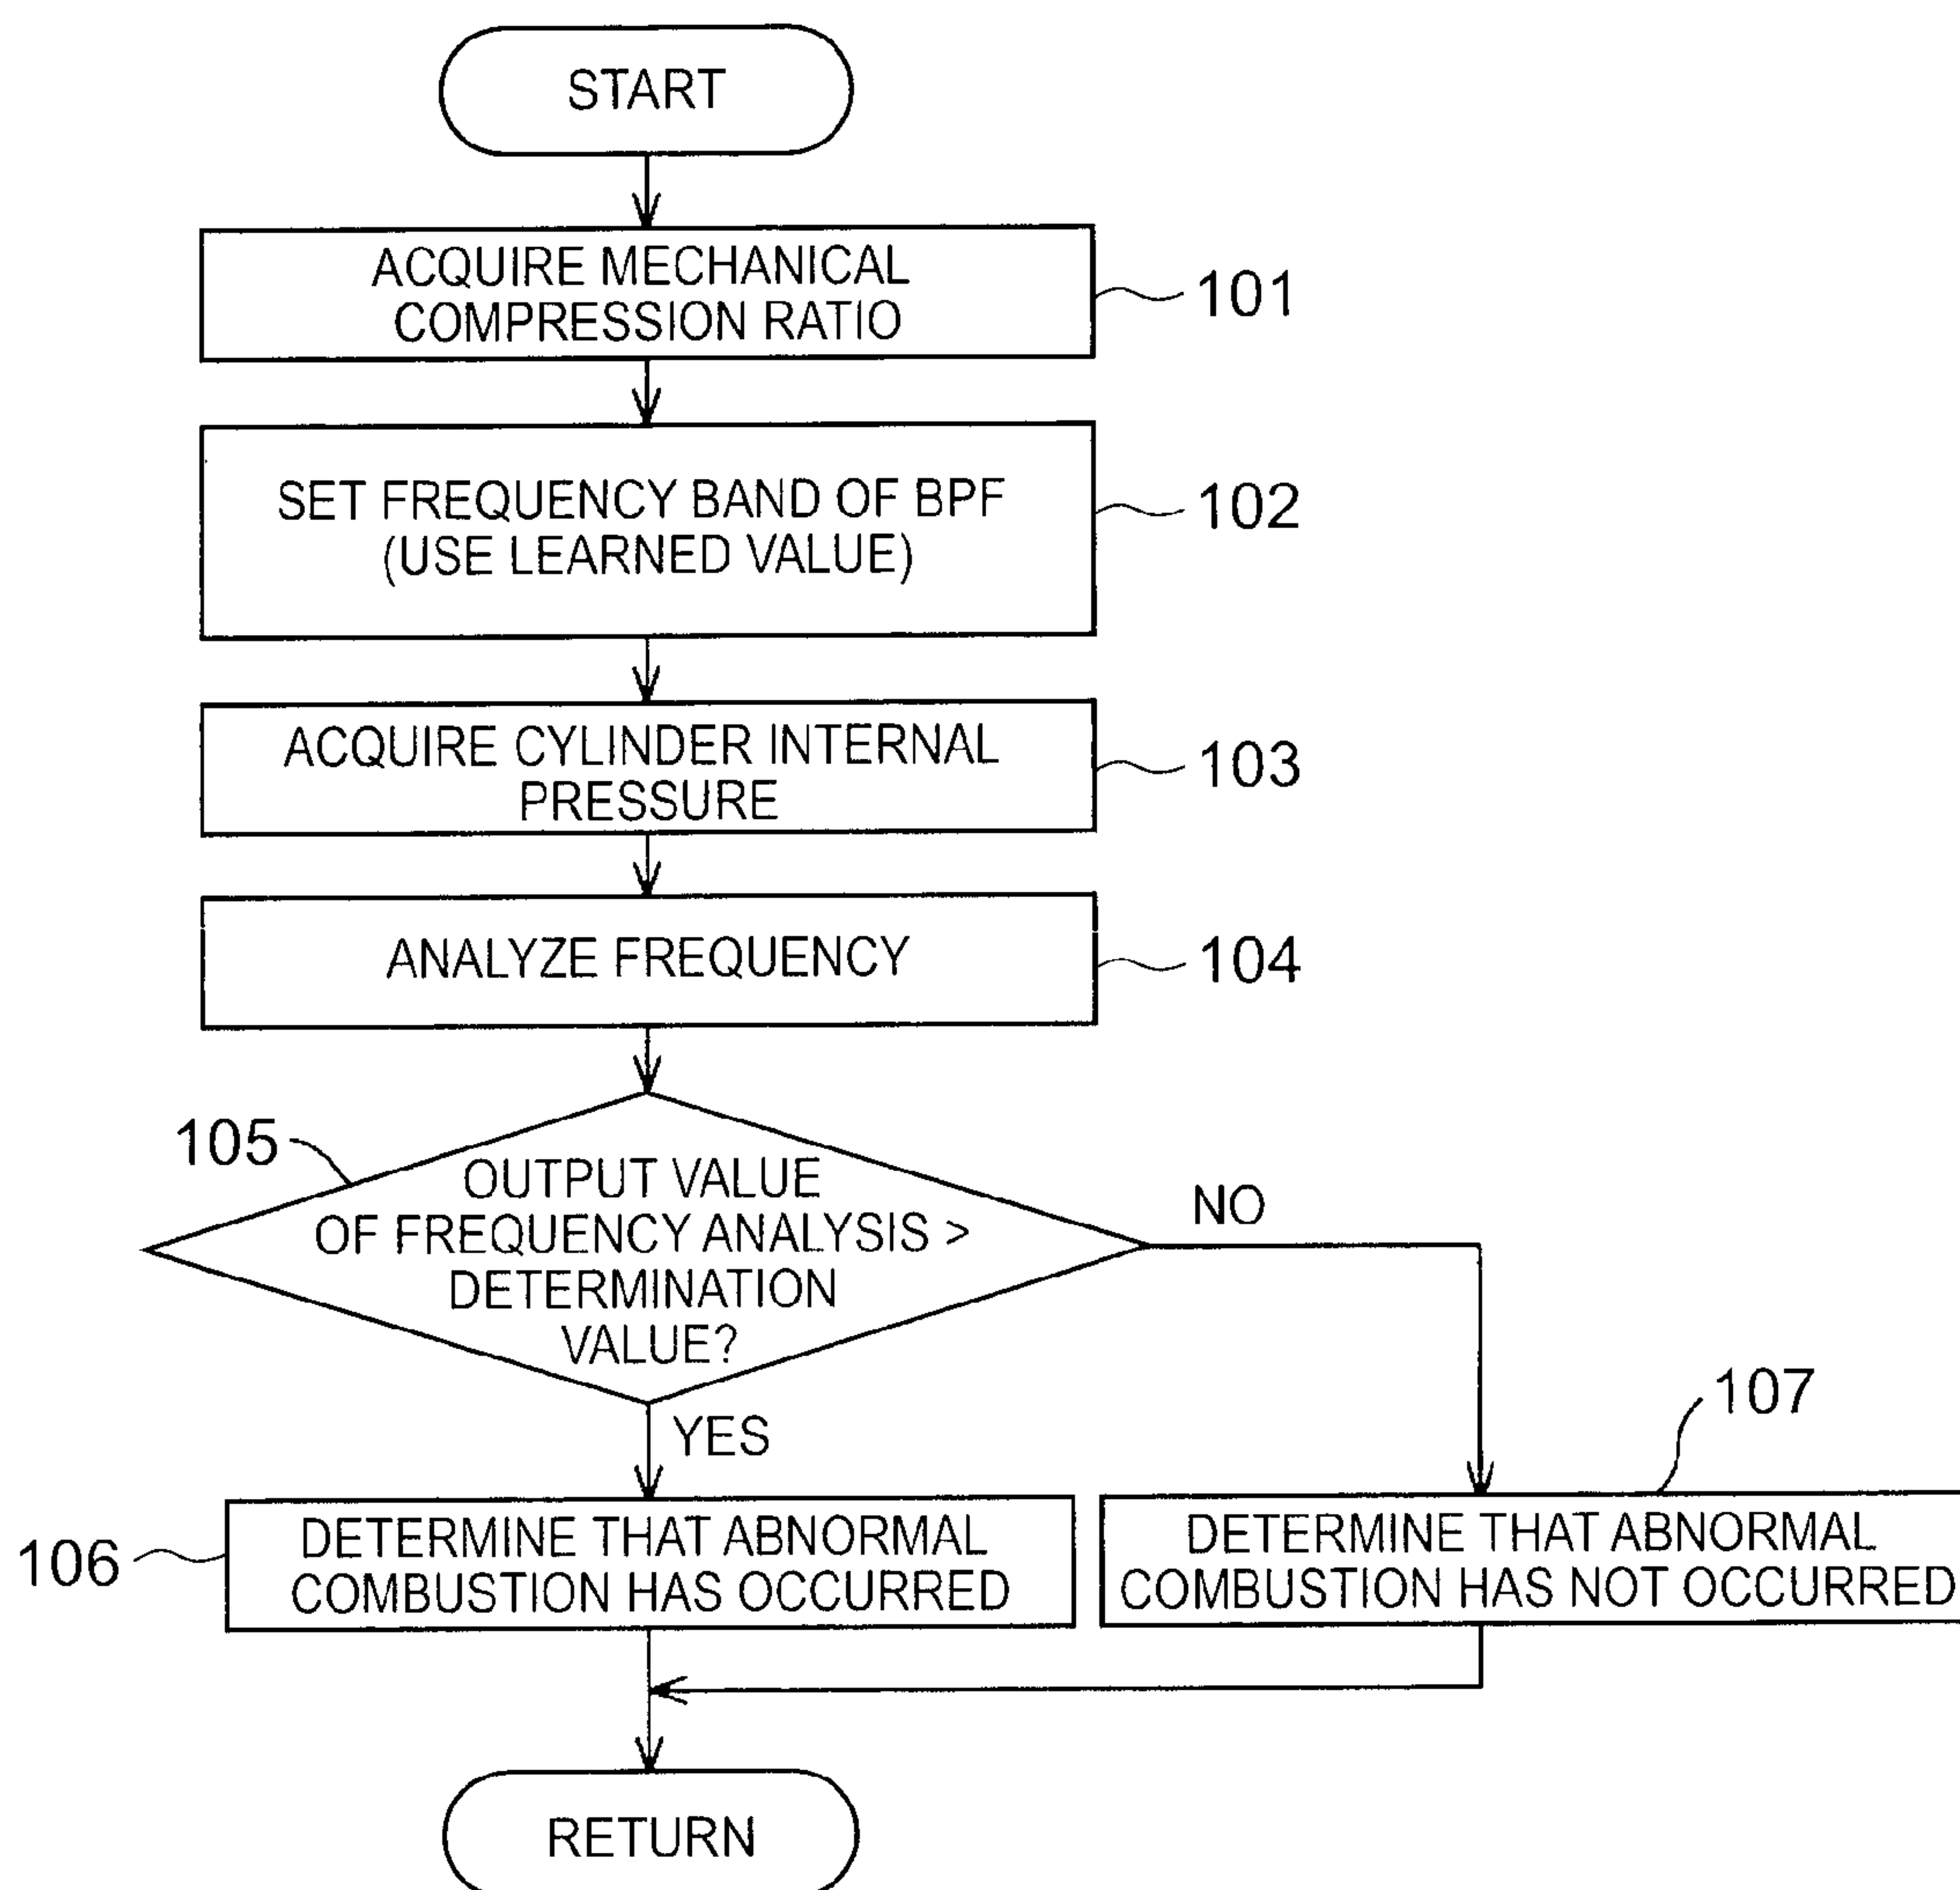 START
ACQUIRE MECHANICAL
COMPRESSION RATIO
101
SET FREQUENCY BAND OF BPF
(USE LEARNED VALUE)
102
ACQUIRE CYLINDER INTERNAL
PRESSURE
103
ANALYZE FREQUENCY
104
105
OUTPUT VALUE
OF FREQUENCY ANALYSIS >
DETERMINATION
VALUE?
NO
YES
107
106
DETERMINE THAT ABNORMAL
COMBUSTION HAS OCCURRED
DETERMINE THAT ABNORMAL
COMBUSTION HAS NOT OCCURRED
RETURN